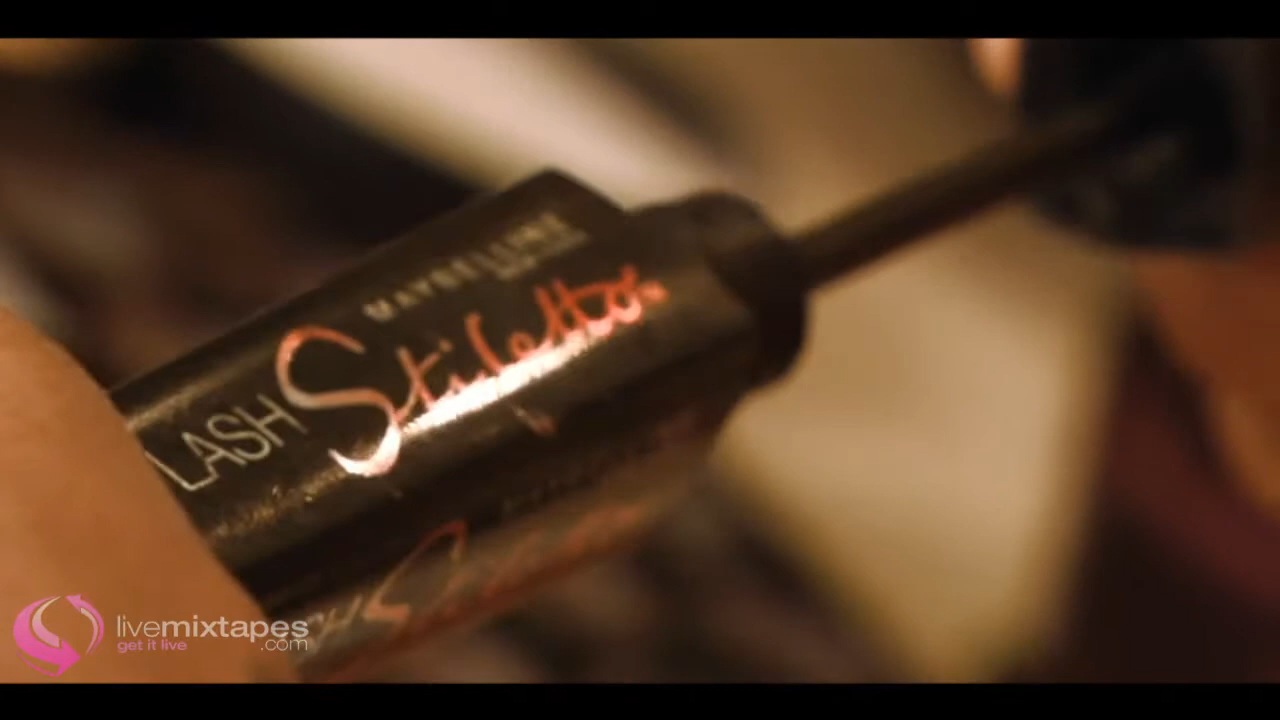 MAYBELLINE
LASH Stiletto
livemixtapes
.com
get it live